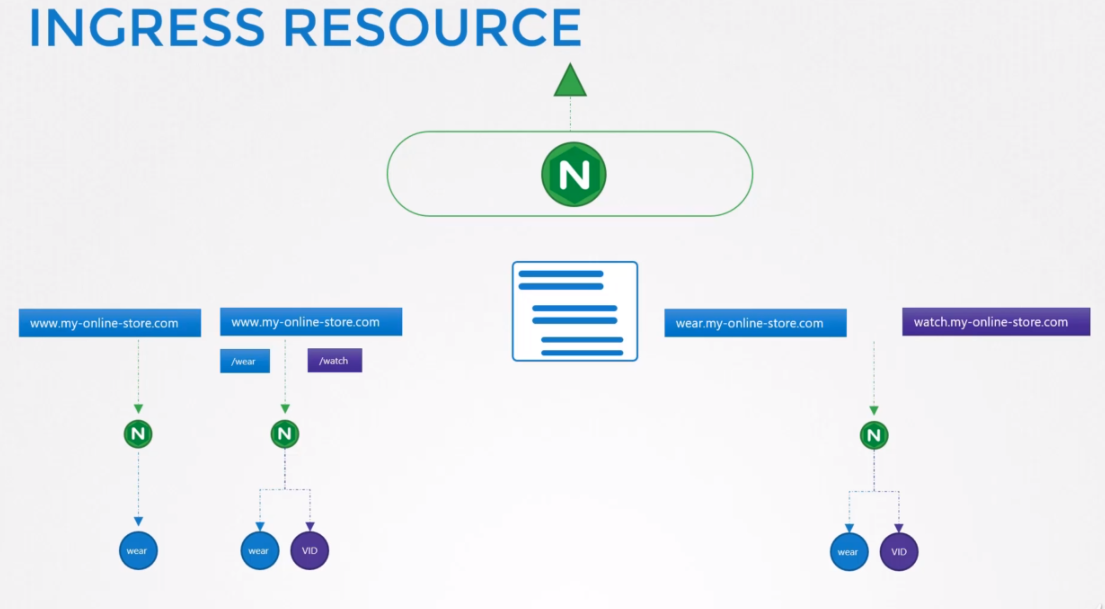 INGRESS RESOURCE
N
www.my-online-store.com
www.my-online-store.com
wear.my-online-store.com
watch.my-online-store.com
/wear
/watch
N
N
N
wear
wear
VID
wear
VID